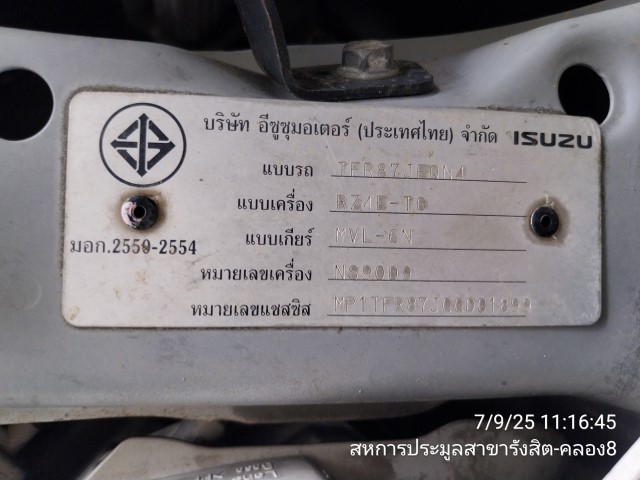 บริษัท อีซูซุมอเตอร์ (ประเทศไทย) จำกัด ISUZU
แบบรถ
แบบเครื่อง RZ4E-TC
แบบเกียร์ MVL-6N
หมายเลขเครื่อง
หมายเลขแชสซิส
มอก.2550-2554
7/9/25 11:16:45
สหการประมูลสาขารังสิต-คลอง8